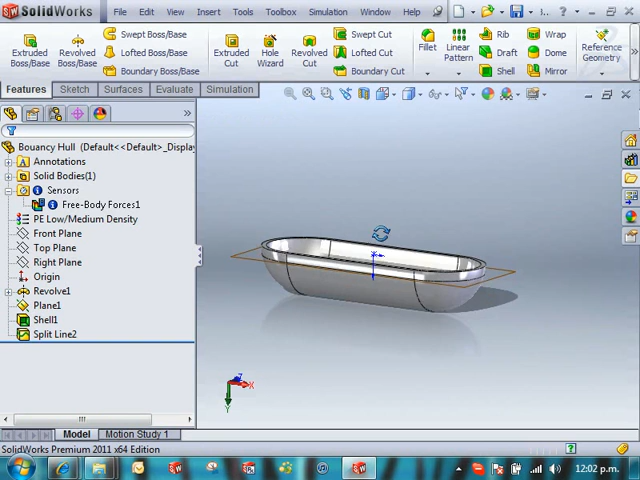 SolidWorks File Edit View Insert Tools Toolbox Simulation Window
Extruded Boss/Base Revolved Boss/Base Swept Boss/Base Lofted Boss/Base Boundary Boss/Base Extruded Cut Hole Wizard Revolved Cut Swept Cut Lofted Cut Boundary Cut Fillet Linear Pattern Rib Draft Shell Wrap Dome Mirror Reference Geometry
Features Sketch Surfaces Evaluate Simulation
Bouancy Hull (Default<<Default>_Displa
Annotations
Solid Bodies(1)
Sensors
Free-Body Forces1
PE Low/Medium Density
Front Plane
Top Plane
Right Plane
Origin
Revolve1
Plane1
Shell1
Split Line2
Z
X
Y
Model Motion Study 1
SolidWorks Premium 2011 x64 Edition
12:02 p.m.